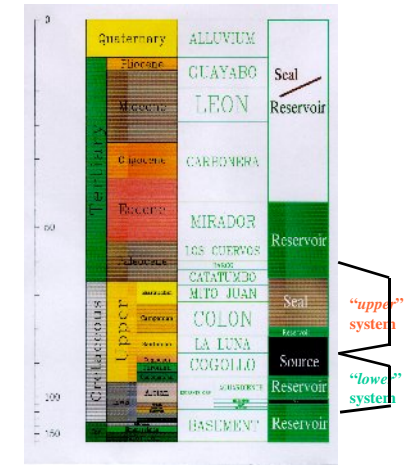 0
Quaternary
ALLUVIUM
Pliocene
GUAYABO
Seal
Miocene
LEON
Reservoir
Tertiary
Oligocene
CARBONERA
Eocene
MIRADOR
50
Reservoir
LOS CUERVOS
Paleocene
BARCO
CATATUMBO
MITO JUAN
Cretaceous
Upper
Seal
Campanian
COLON
"upper"
system
Reservoir
LA LUNA
Source
COGOLLO
"lower"
system
Reservoir
AGUARDIENTE
100
BASEMENT
Reservoir
150